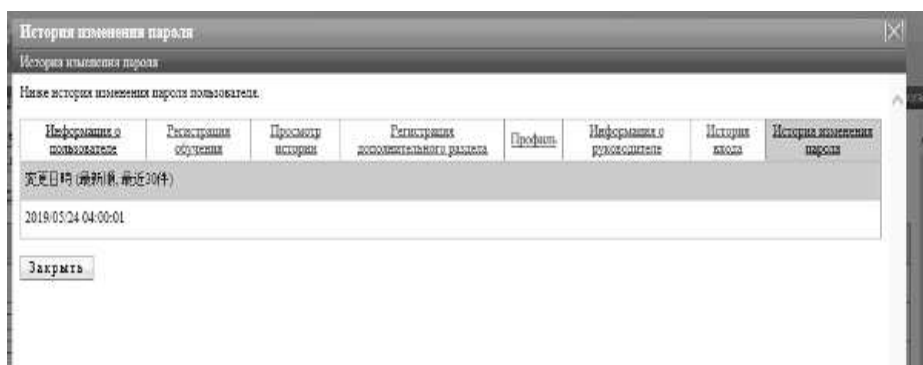 История изменения пароля
История изменения пароля
Ниже история изменения пароля пользователя.
Информация о пользователе
Регистрация обучения
Просмотр истории
Регистрация дополнительного раздела
Профиль
Информация о руководителе
История входа
История изменения пароля
変更日時 (最新順, 最近30件)
2019/05/24 04:00:01
Закрыть